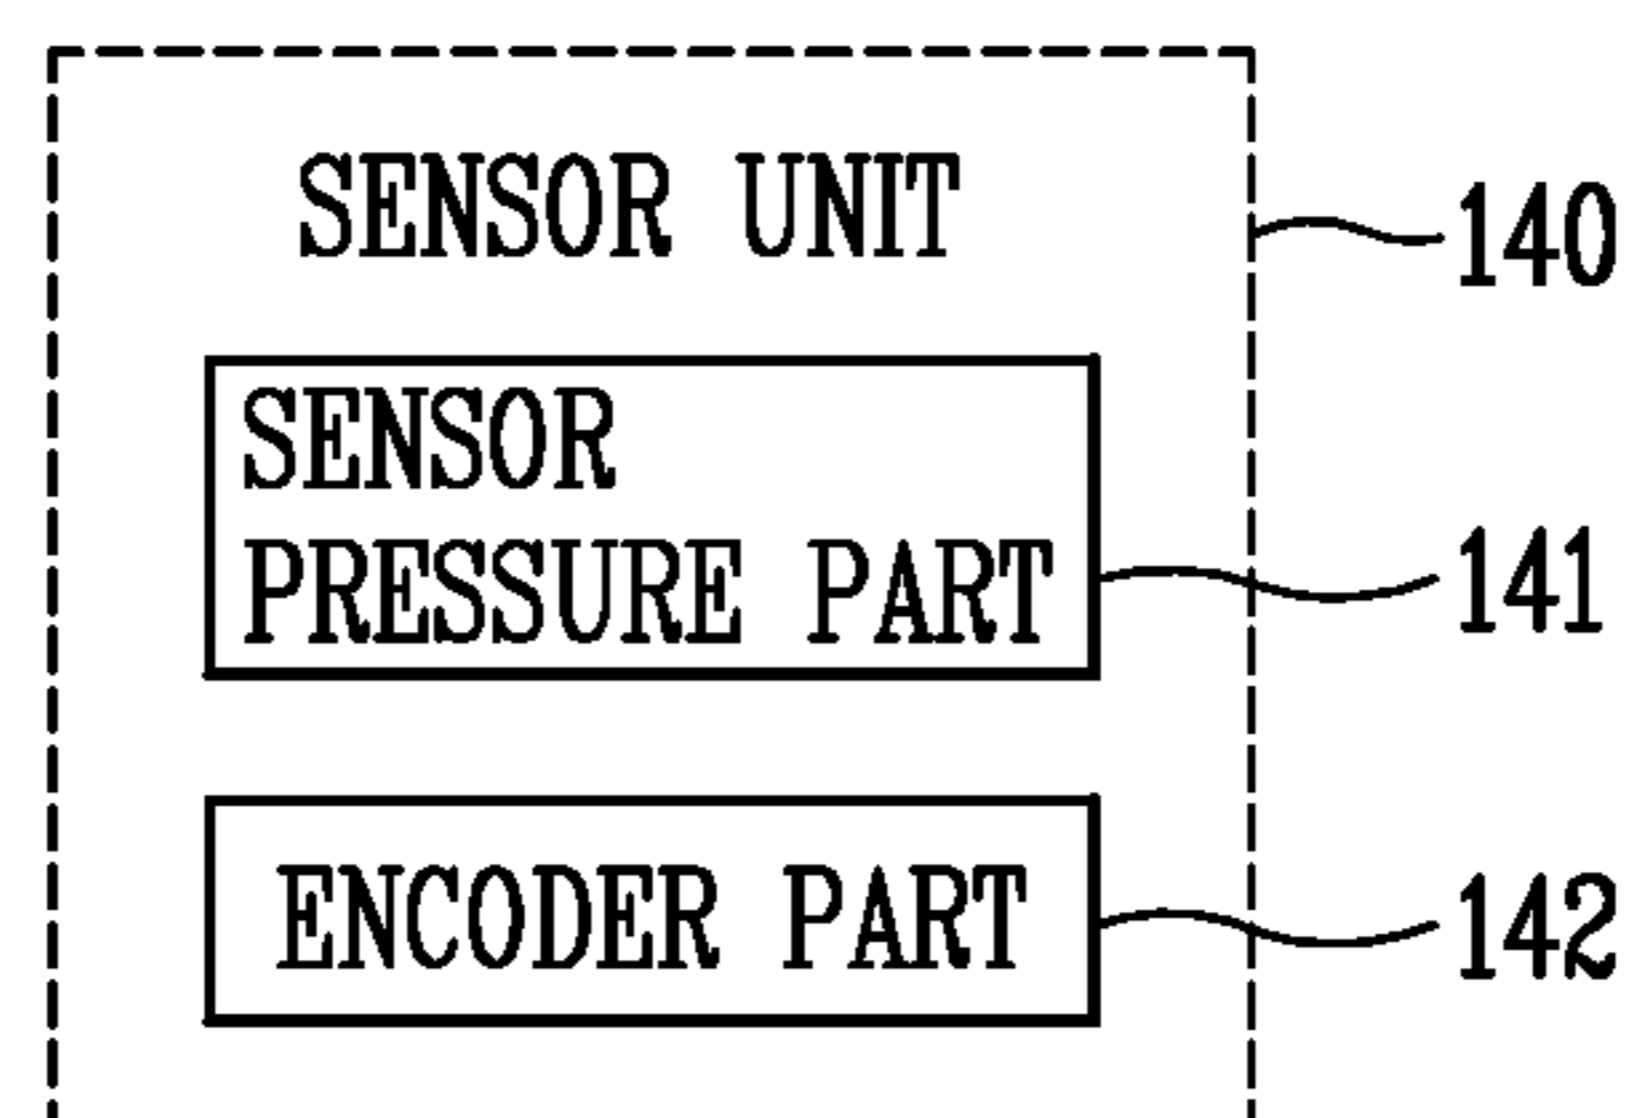 SENSOR UNIT
140
SENSOR
PRESSURE PART
141
ENCODER PART
142